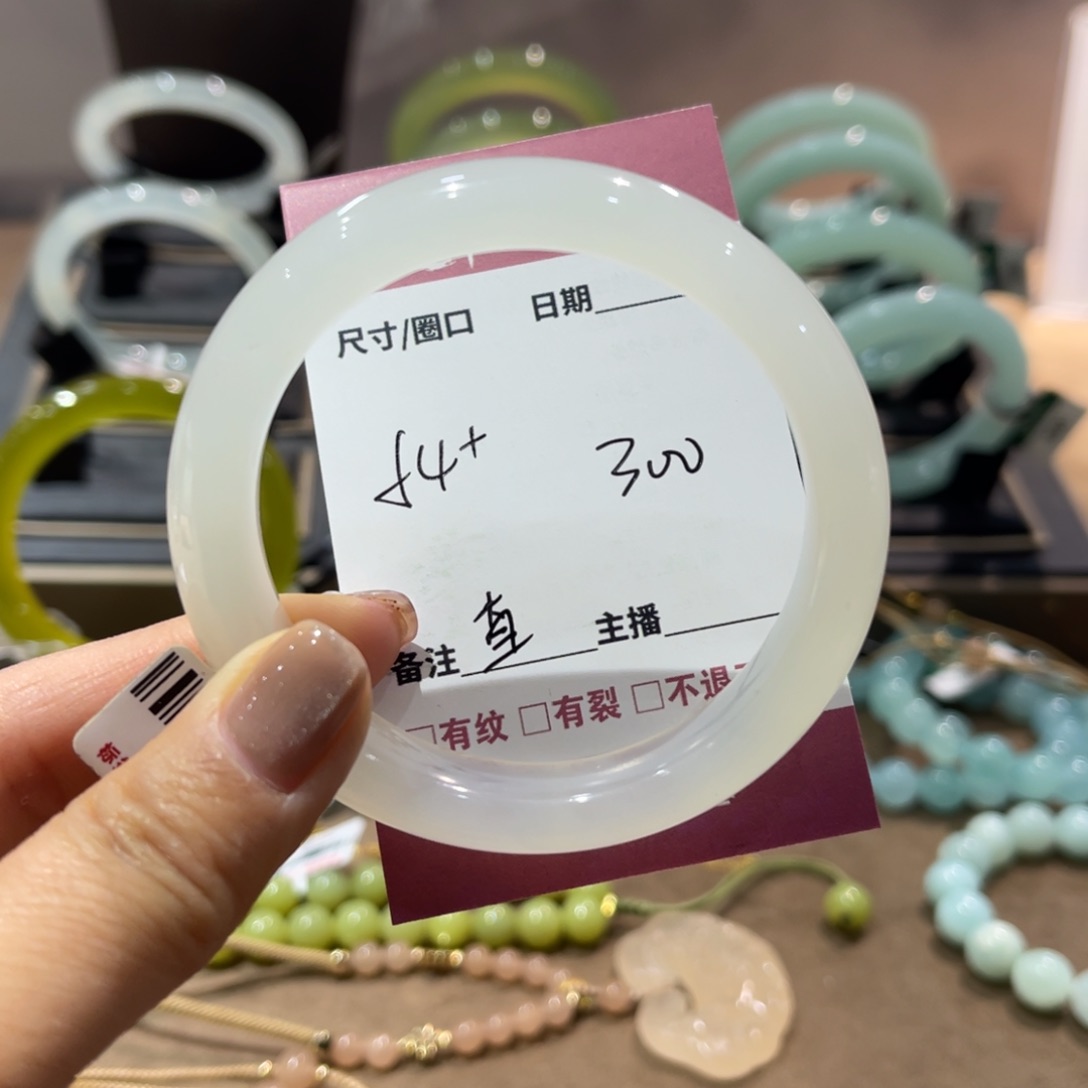 尺寸/圈口 日期
54+ 300
备注 直 主播
□有纹 □有裂 □不退